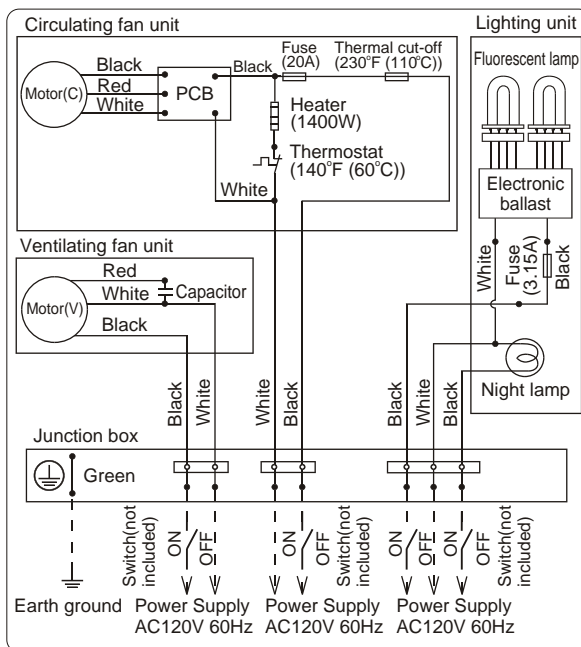 Circulating fan unit
Black
Red
White
Motor(C)
PCB
Black
Fuse
(20A)
Thermal cut-off
(230°F (110°C))
Heater
(1400W)
Thermostat
(140°F (60°C))
White
Lighting unit
Fluorescent lamp
Electronic
ballast
White
Fuse
(3.15A)
Black
Night lamp
Ventilating fan unit
Red
White
Capacitor
Motor(V)
Black
Black
White
White
Black
Black
White
Black
Junction box
Green
Switch(not
included)
ON
OFF
ON
OFF
Switch(not
included)
ON
OFF
ON
OFF
Switch(not
included)
Earth ground
Power Supply
AC120V 60Hz
Power Supply
AC120V 60Hz
Power Supply
AC120V 60Hz